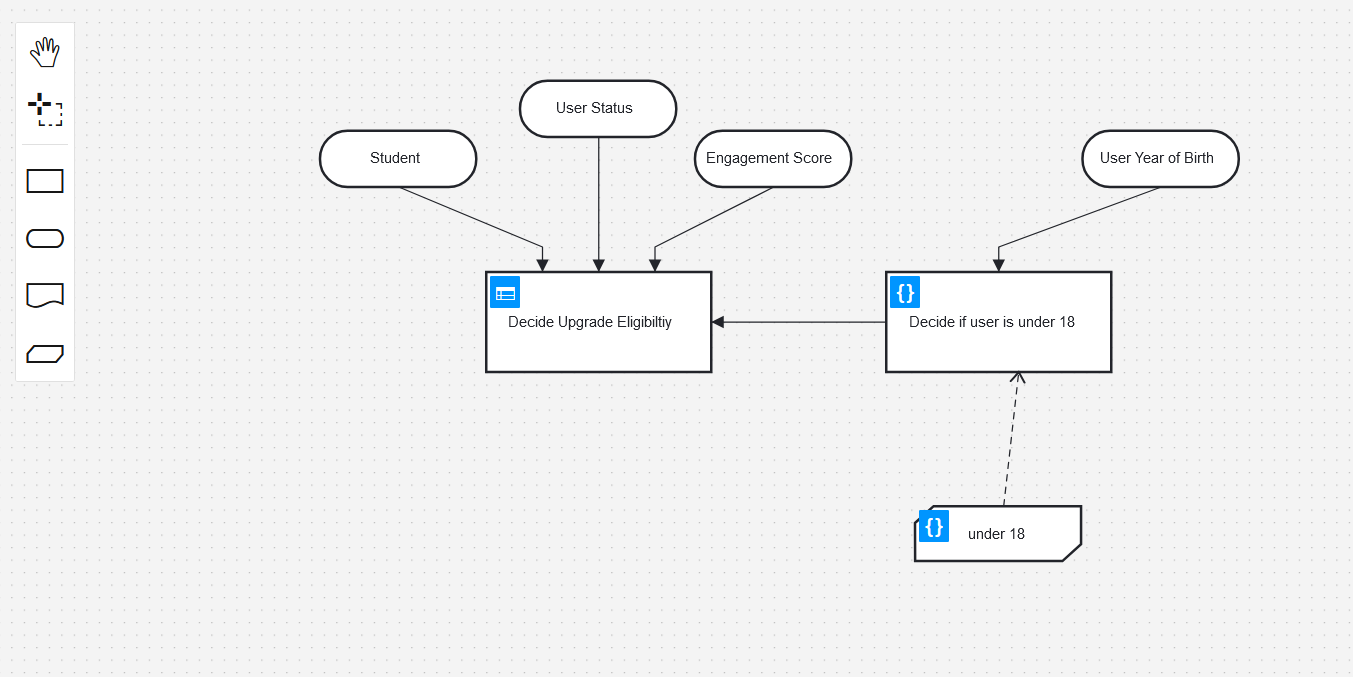 User Status
Student
Engagement Score
User Year of Birth
{}
Decide Upgrade Eligibiltiy
Decide if user is under 18
{}
under 18